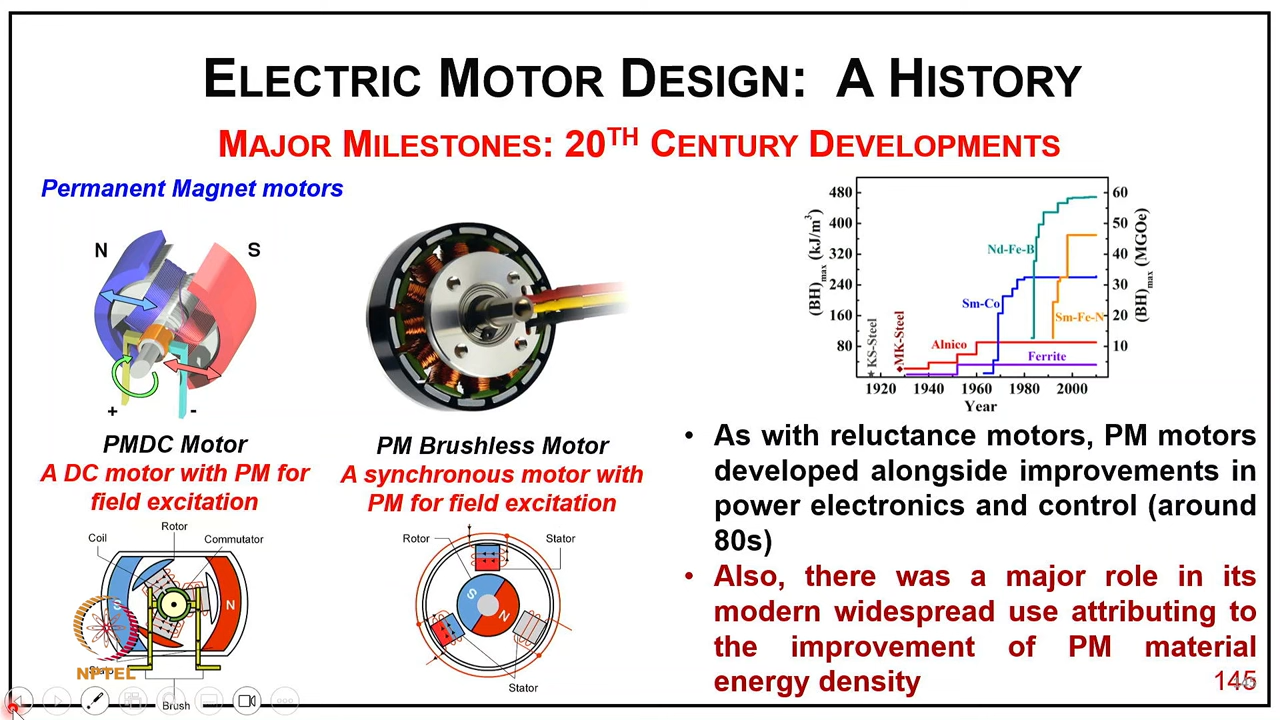 ELECTRIC MOTOR DESIGN: A HISTORY
MAJOR MILESTONES: 20TH CENTURY DEVELOPMENTS
Permanent Magnet motors
N
S
+
-
PMDC Motor
A DC motor with PM for
field excitation
Coil
Rotor
Commutator
S
N
Brush
NPTEL
PM Brushless Motor
A synchronous motor with
PM for field excitation
Rotor
Stator
S
N
Stator
(BH)max (kJ/m3)
480
400
320
240
160
80
60
50
40
30
20
10
(BH)max (MGOe)
Nd-Fe-B
Sm-Co
Sm-Fe-N
KS-Steel
MK-Steel
Alnico
Ferrite
1920 1940 1960 1980 2000
Year
• As with reluctance motors, PM motors
developed alongside improvements in
power electronics and control (around
80s)
• Also, there was a major role in its
modern widespread use attributing to
the improvement of PM material
energy density
145